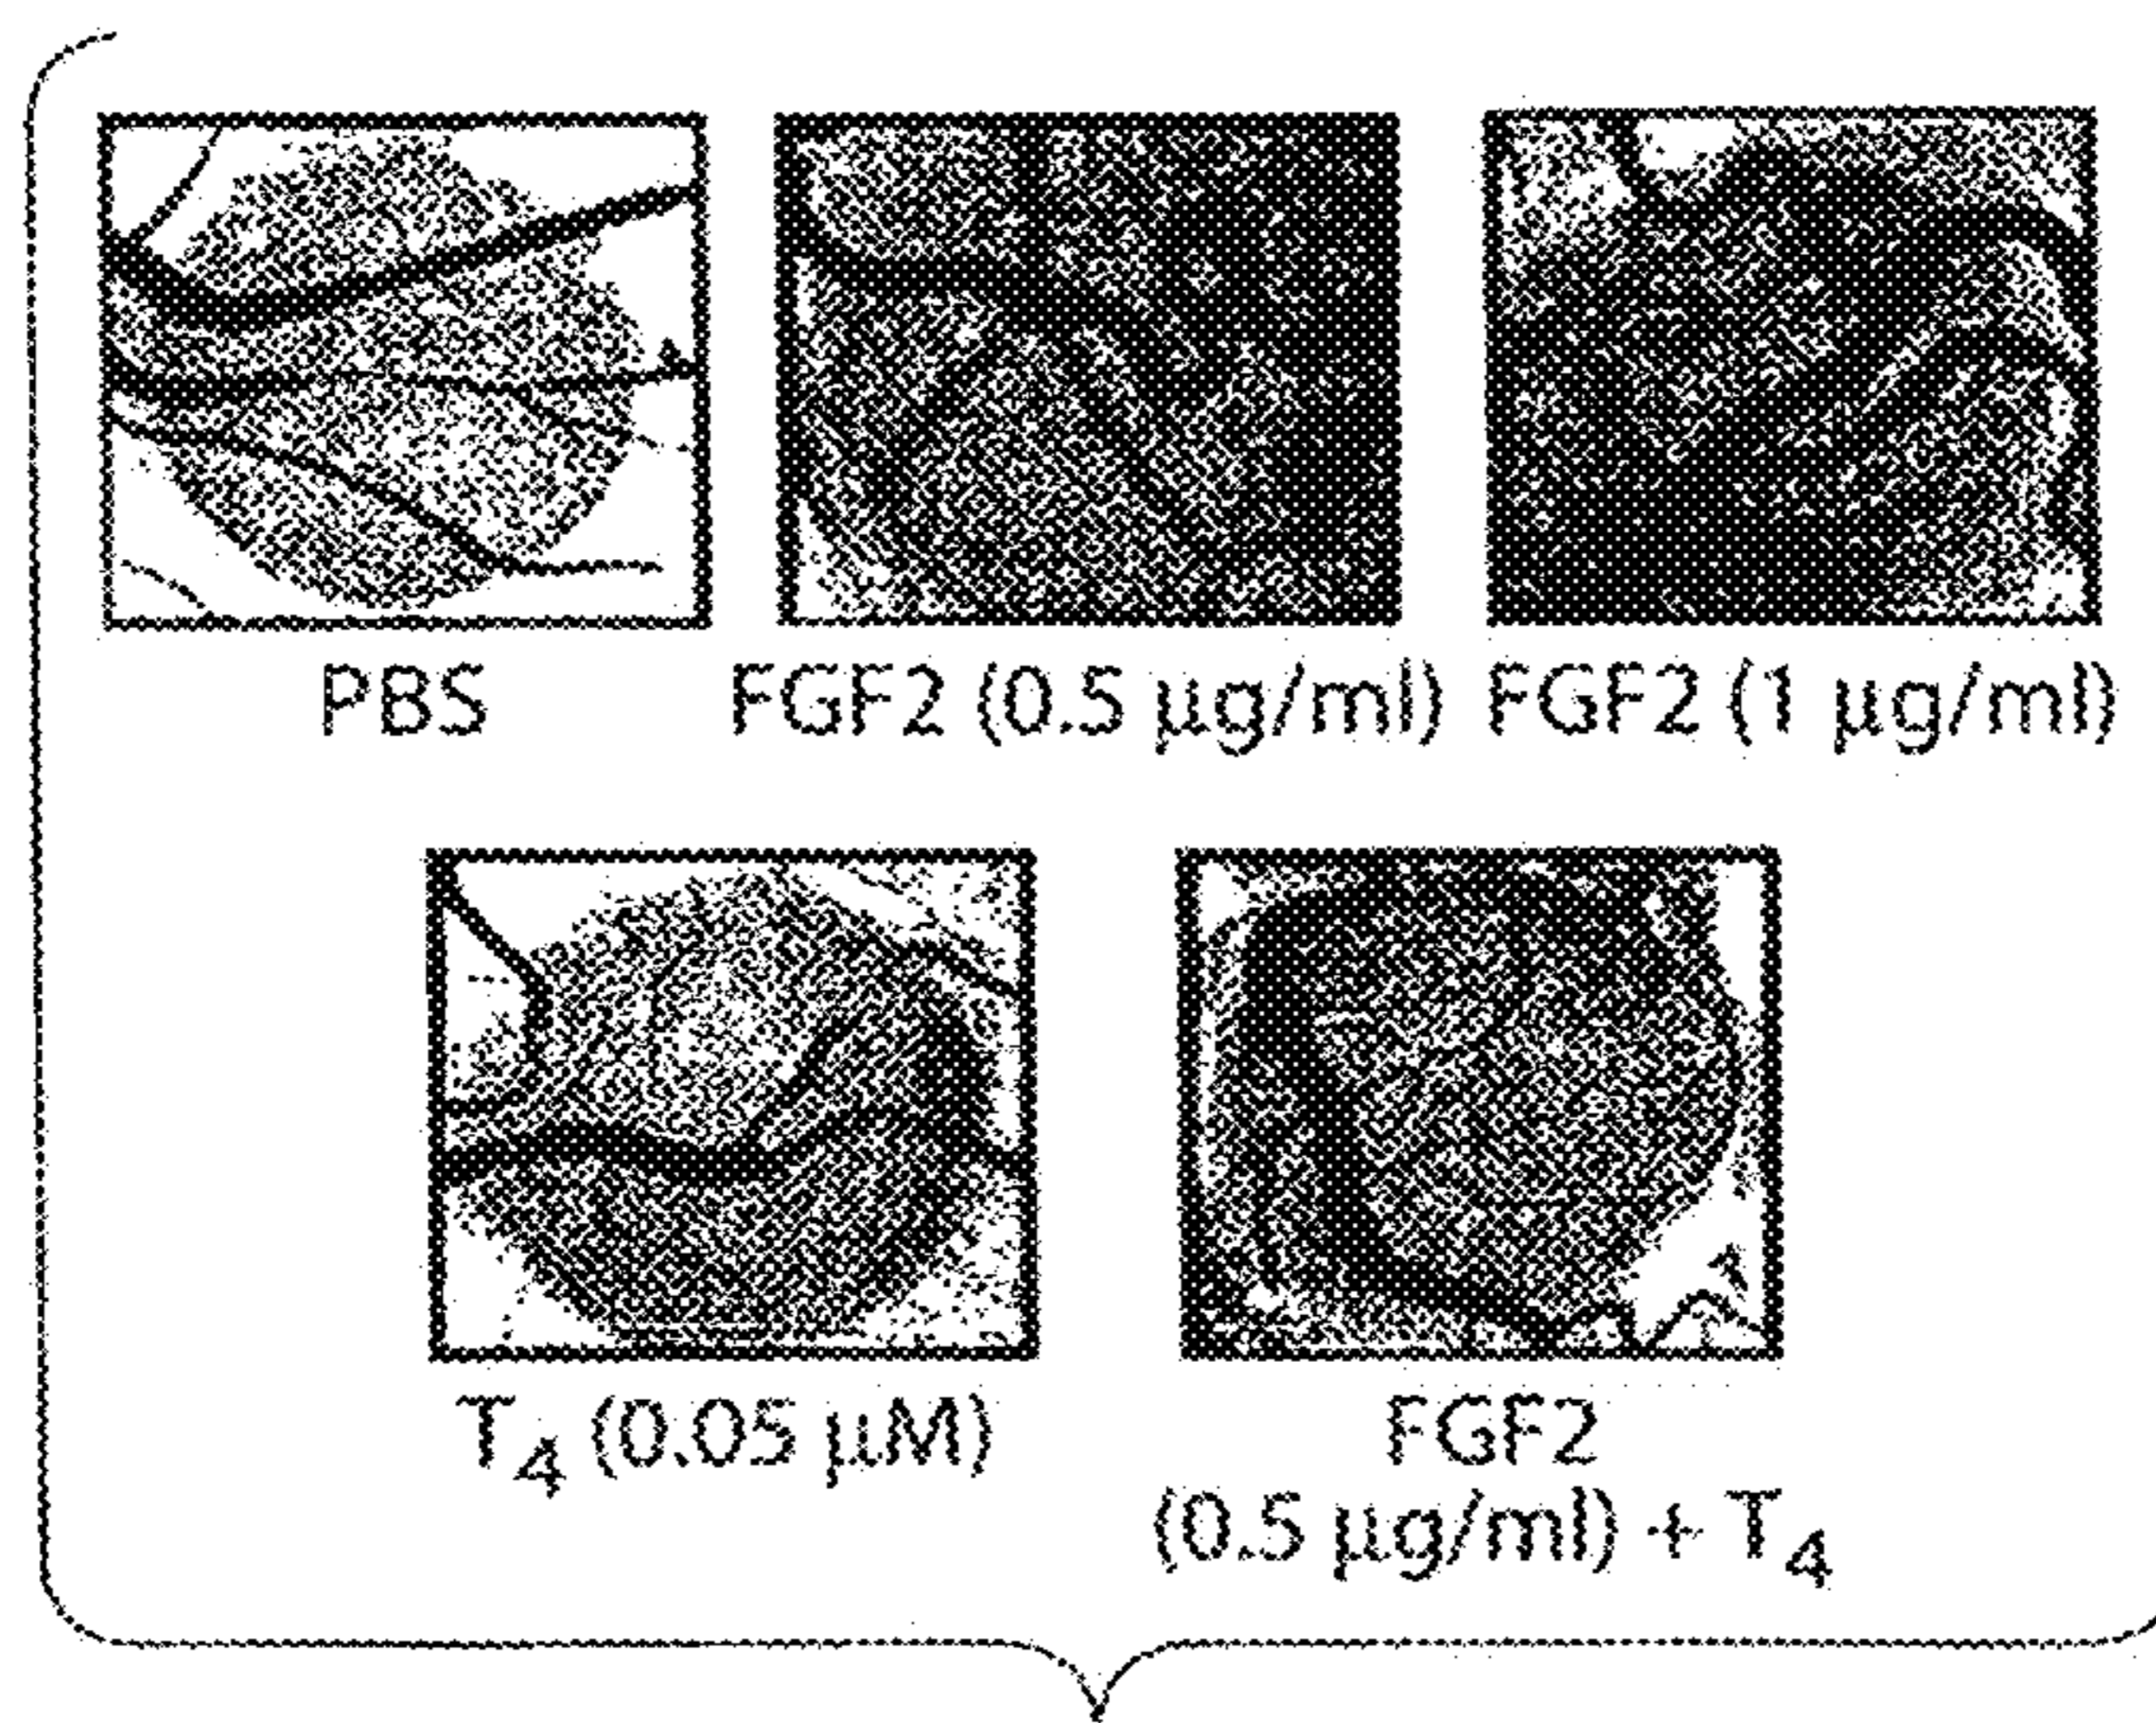 PBS
FGF2 (0.5 µg/ml)
FGF2 (1 µg/ml)
T₄ (0.05 µM)
FGF2
(0.5 µg/ml) + T₄